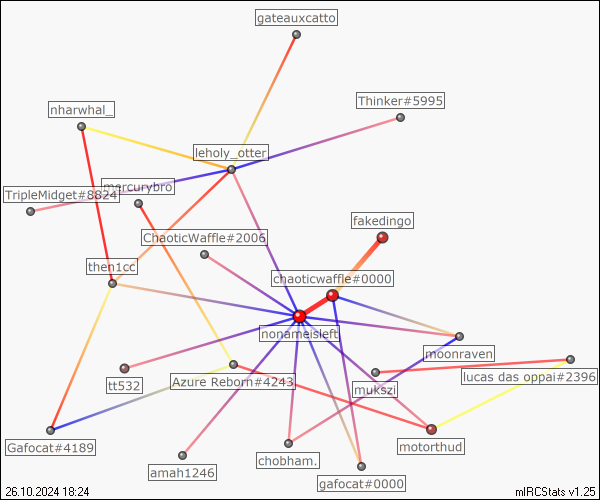 gateauxcatto
Thinker#5995
nharwhal_
leholy_otter
mercurybro
TripleMidget#8824
fakedingo
ChaoticWaffle#2006
then1cc
chaoticwaffle#0000
nonameisleft
moonraven
tt532
Azure Reborn#4243
mukszi
lucas das oppai#2396
Gafocat#4189
motorthud
chobham.
amah1246
gafocat#0000
26.10.2024 18:24
mIRCStats v1.25